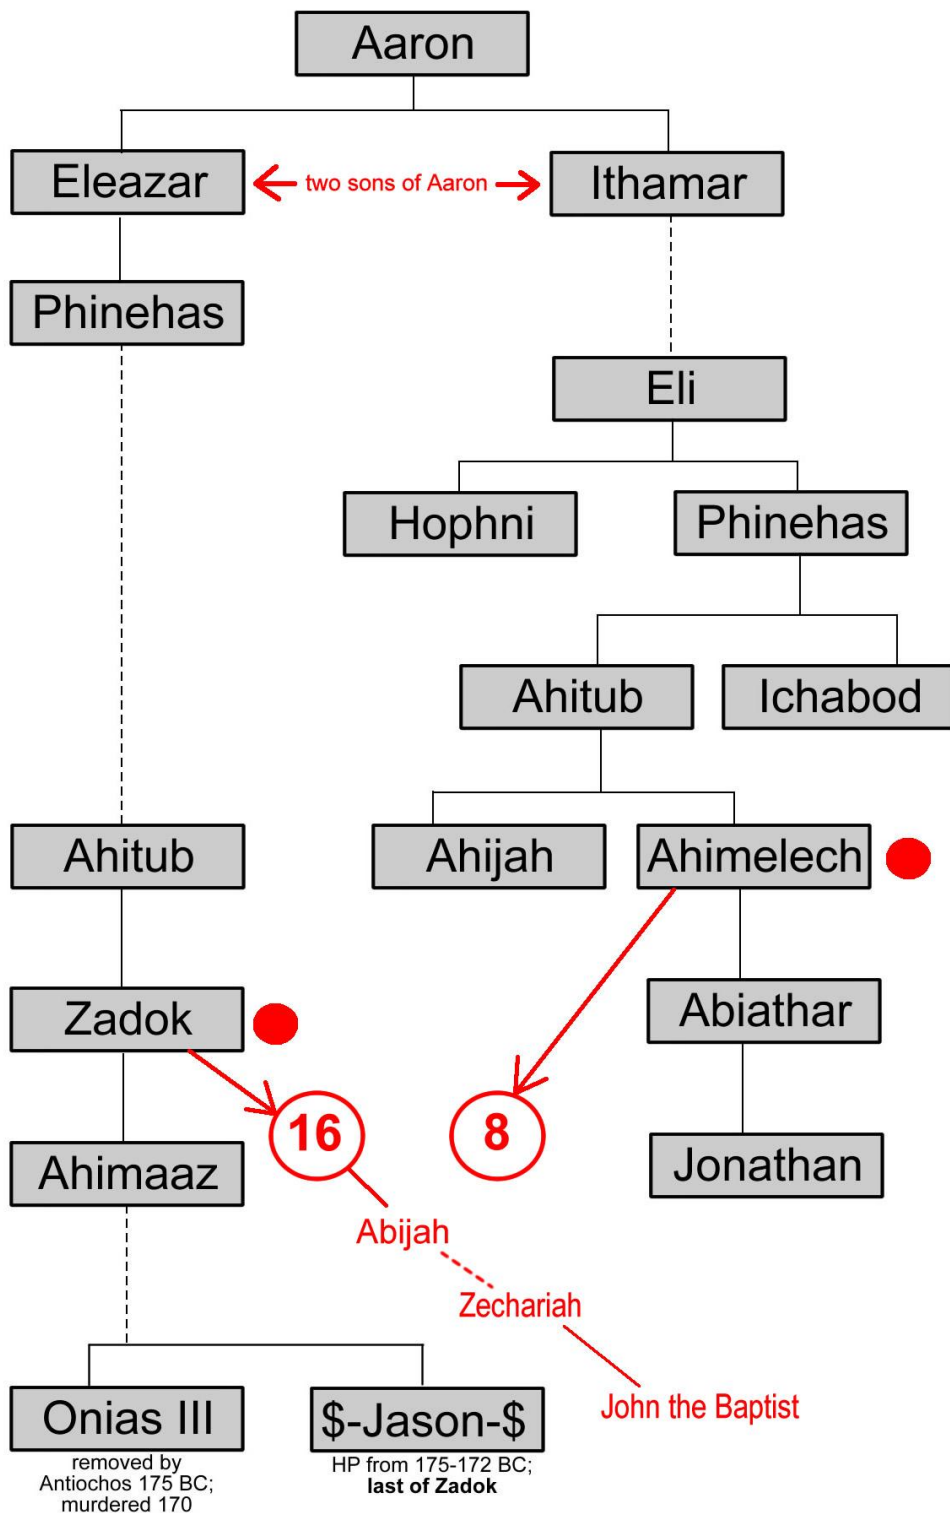 Aaron
Eleazar
two sons of Aaron
Ithamar
Phinehas
Eli
Hophni
Phinehas
Ahitub
Ichabod
Ahitub
Ahijah
Ahimelech
Zadok
Abiathar
16
8
Ahimaaz
Jonathan
Abijah
Zechariah
John the Baptist
Onias III
$-Jason-$
removed by
Antiochos 175 BC;
murdered 170
HP from 175-172 BC;
last of Zadok